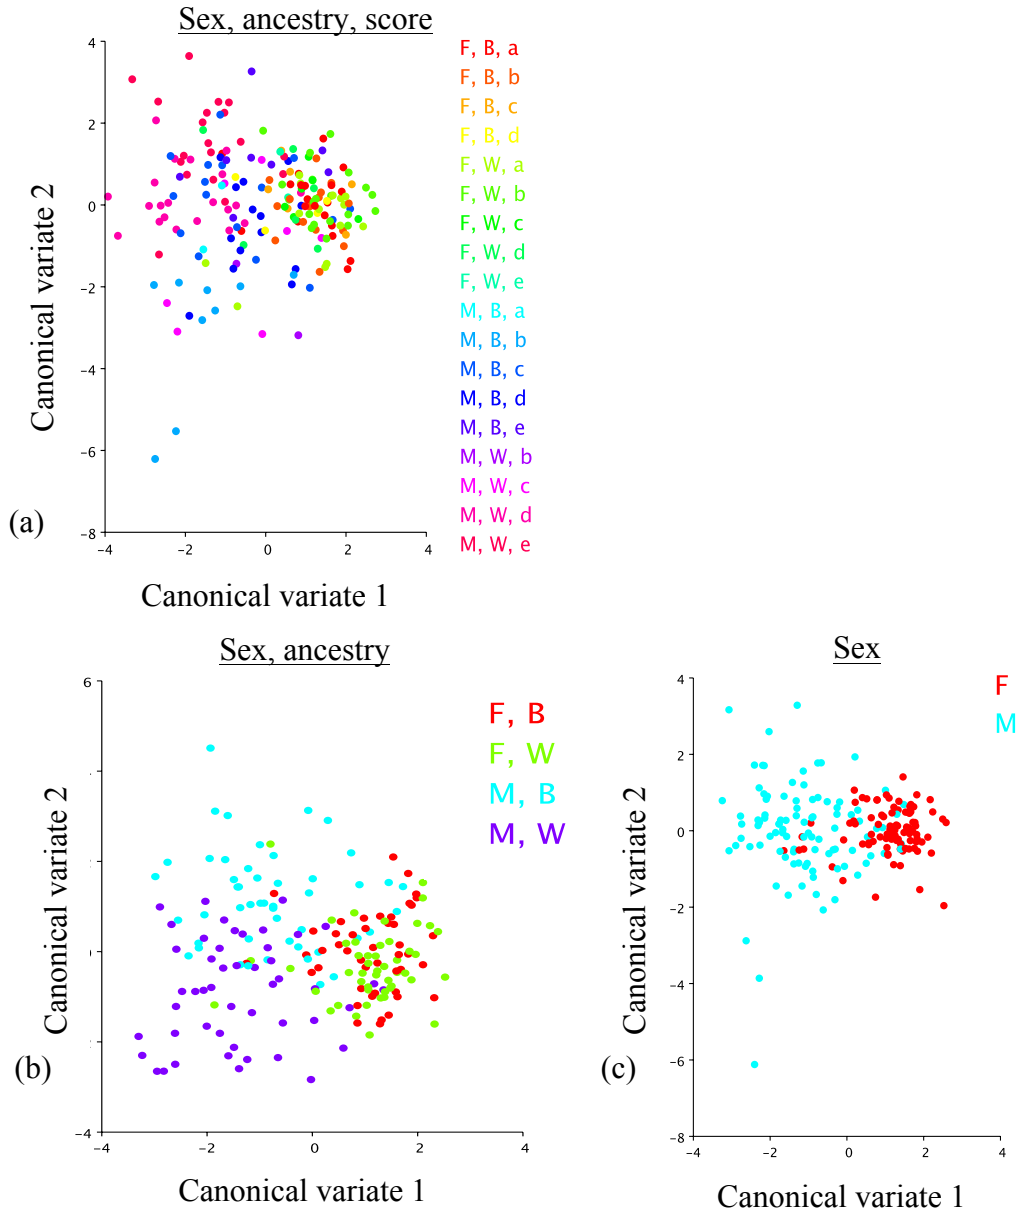 Sex, ancestry, score
F, B, a
F, B, b
F, B, c
F, B, d
F, W, a
F, W, b
F, W, c
F, W, d
F, W, e
M, B, a
M, B, b
M, B, c
M, B, d
M, B, e
M, W, b
M, W, c
M, W, d
M, W, e
4
2
0
−2
−4
−6
−8
Canonical variate 2
(a)
−4 −2 0 2 4
Canonical variate 1
Sex, ancestry
F, B
F, W
M, B
M, W
6
−4
Canonical variate 2
(b)
−4 −2 0 2 4
Canonical variate 1
Sex
F
M
4
2
0
−2
−4
−6
−8
Canonical variate 2
(c)
−4 −2 0 2 4
Canonical variate 1